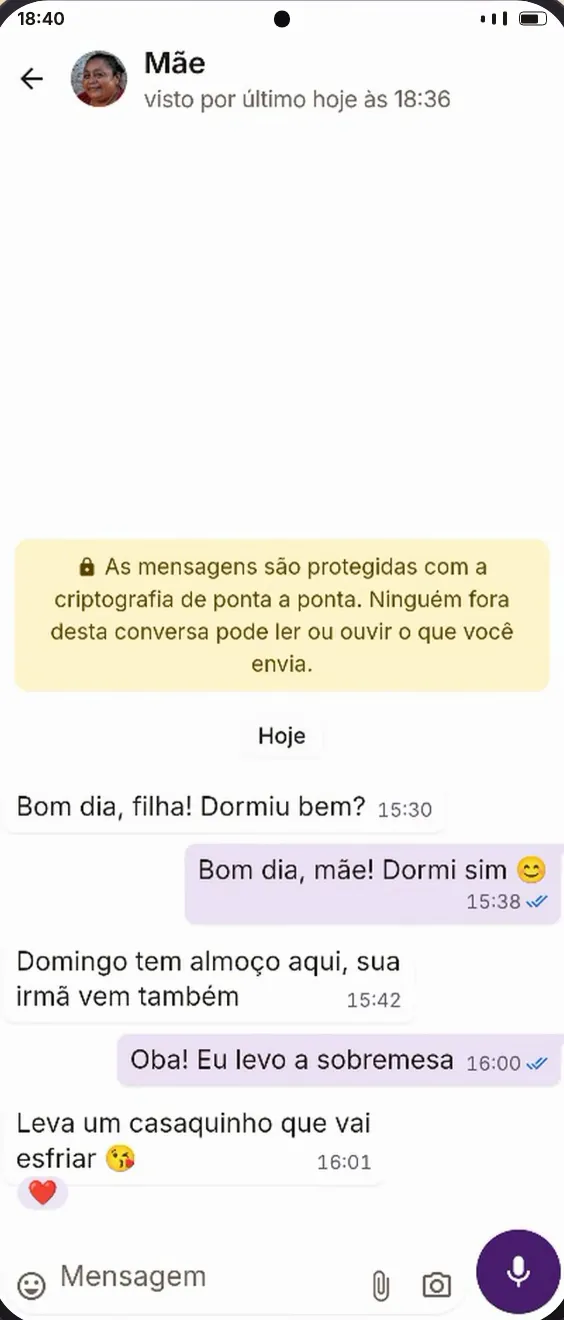 18:40
Mãe
visto por último hoje às 18:36
As mensagens são protegidas com a
criptografia de ponta a ponta. Ninguém fora
desta conversa pode ler ou ouvir o que você
envia.
Hoje
Bom dia, filha! Dormiu bem? 15:30
Bom dia, mãe! Dormi sim 😊
15:38
Domingo tem almoço aqui, sua
irmã vem também 15:42
Oba! Eu levo a sobremesa 16:00
Leva um casaquinho que vai
esfriar 😘 16:01
❤️
Mensagem